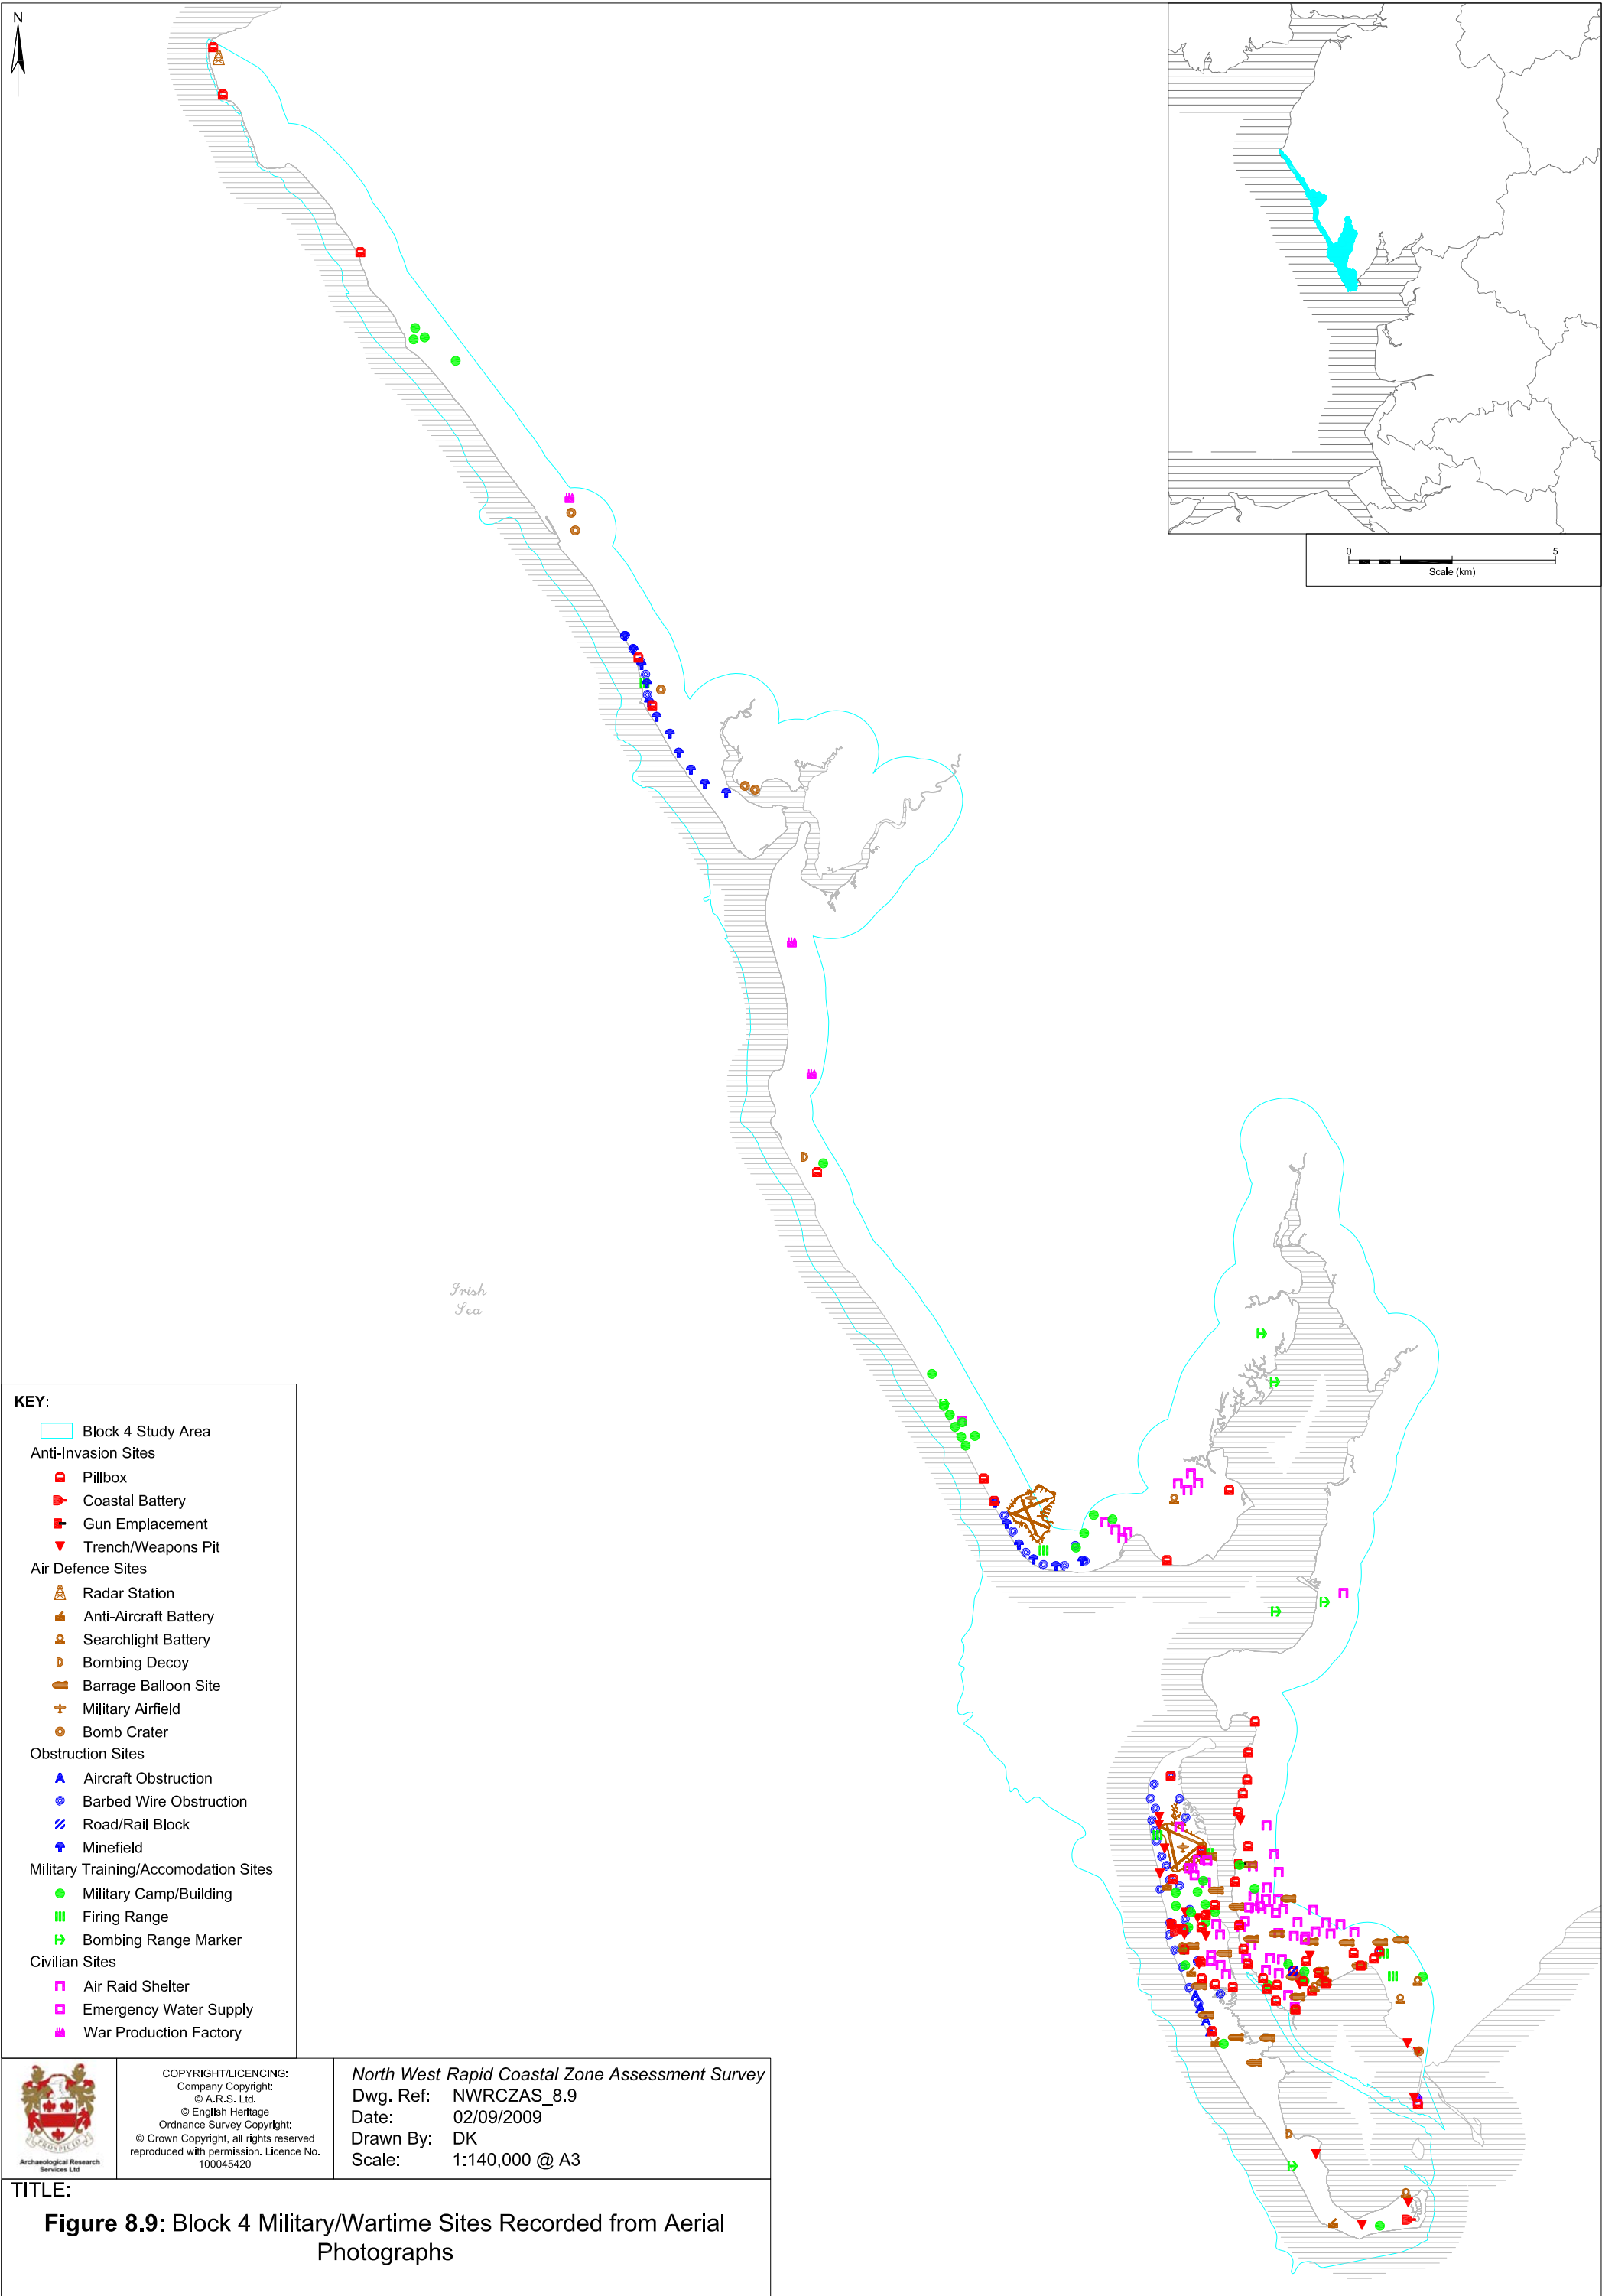 N
0 5
Scale (km)
Irish
Sea
KEY:
Block 4 Study Area
Anti-Invasion Sites
Pillbox
Coastal Battery
Gun Emplacement
Trench/Weapons Pit
Air Defence Sites
Radar Station
Anti-Aircraft Battery
Searchlight Battery
Bombing Decoy
Barrage Balloon Site
Military Airfield
Bomb Crater
Obstruction Sites
Aircraft Obstruction
Barbed Wire Obstruction
Road/Rail Block
Minefield
Military Training/Accomodation Sites
Military Camp/Building
Firing Range
Bombing Range Marker
Civilian Sites
Air Raid Shelter
Emergency Water Supply
War Production Factory
PROSPICIO
Archaeological Research
Services Ltd
COPYRIGHT/LICENCING:
Company Copyright:
© A.R.S. Ltd.
© English Heritage
Ordnance Survey Copyright:
© Crown Copyright, all rights reserved
reproduced with permission. Licence No.
100045420
North West Rapid Coastal Zone Assessment Survey
Dwg. Ref: NWRCZAS_8.9
Date: 02/09/2009
Drawn By: DK
Scale: 1:140,000 @ A3
TITLE:
Figure 8.9: Block 4 Military/Wartime Sites Recorded from Aerial
Photographs